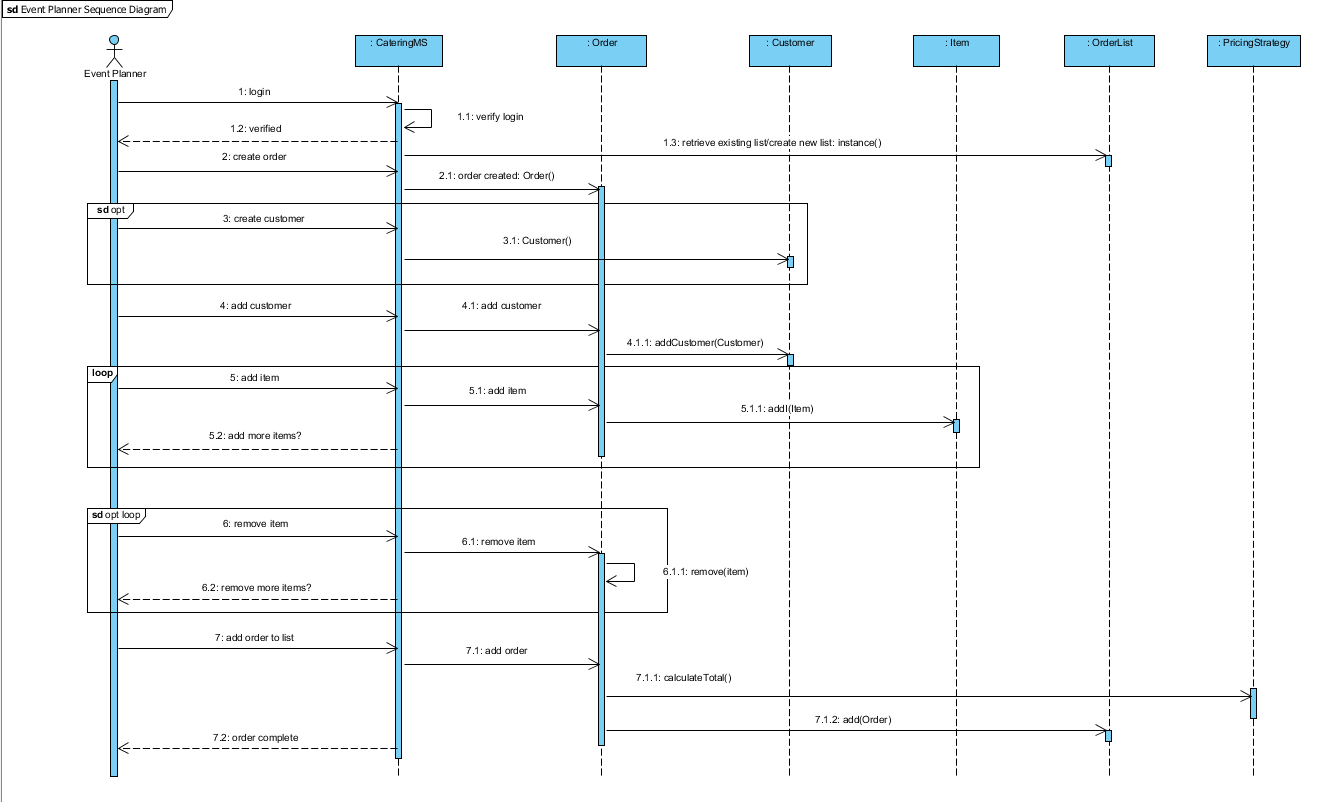 sd Event Planner Sequence Diagram
: CateringMS
: Order
: Customer
: Item
: OrderList
: PricingStrategy
Event Planner
1: login
1.1: verify login
1.2: verified
1.3: retrieve existing list/create new list: instance()
2: create order
2.1: order created: Order()
sd opt
3: create customer
3.1: Customer()
4: add customer
4.1: add customer
4.1.1: addCustomer(Customer)
loop
5: add item
5.1: add item
5.1.1: addI(Item)
5.2: add more items?
sd opt loop
6: remove item
6.1: remove item
6.1.1: remove(item)
6.2: remove more items?
7: add order to list
7.1: add order
7.1.1: calculateTotal()
7.1.2: add(Order)
7.2: order complete